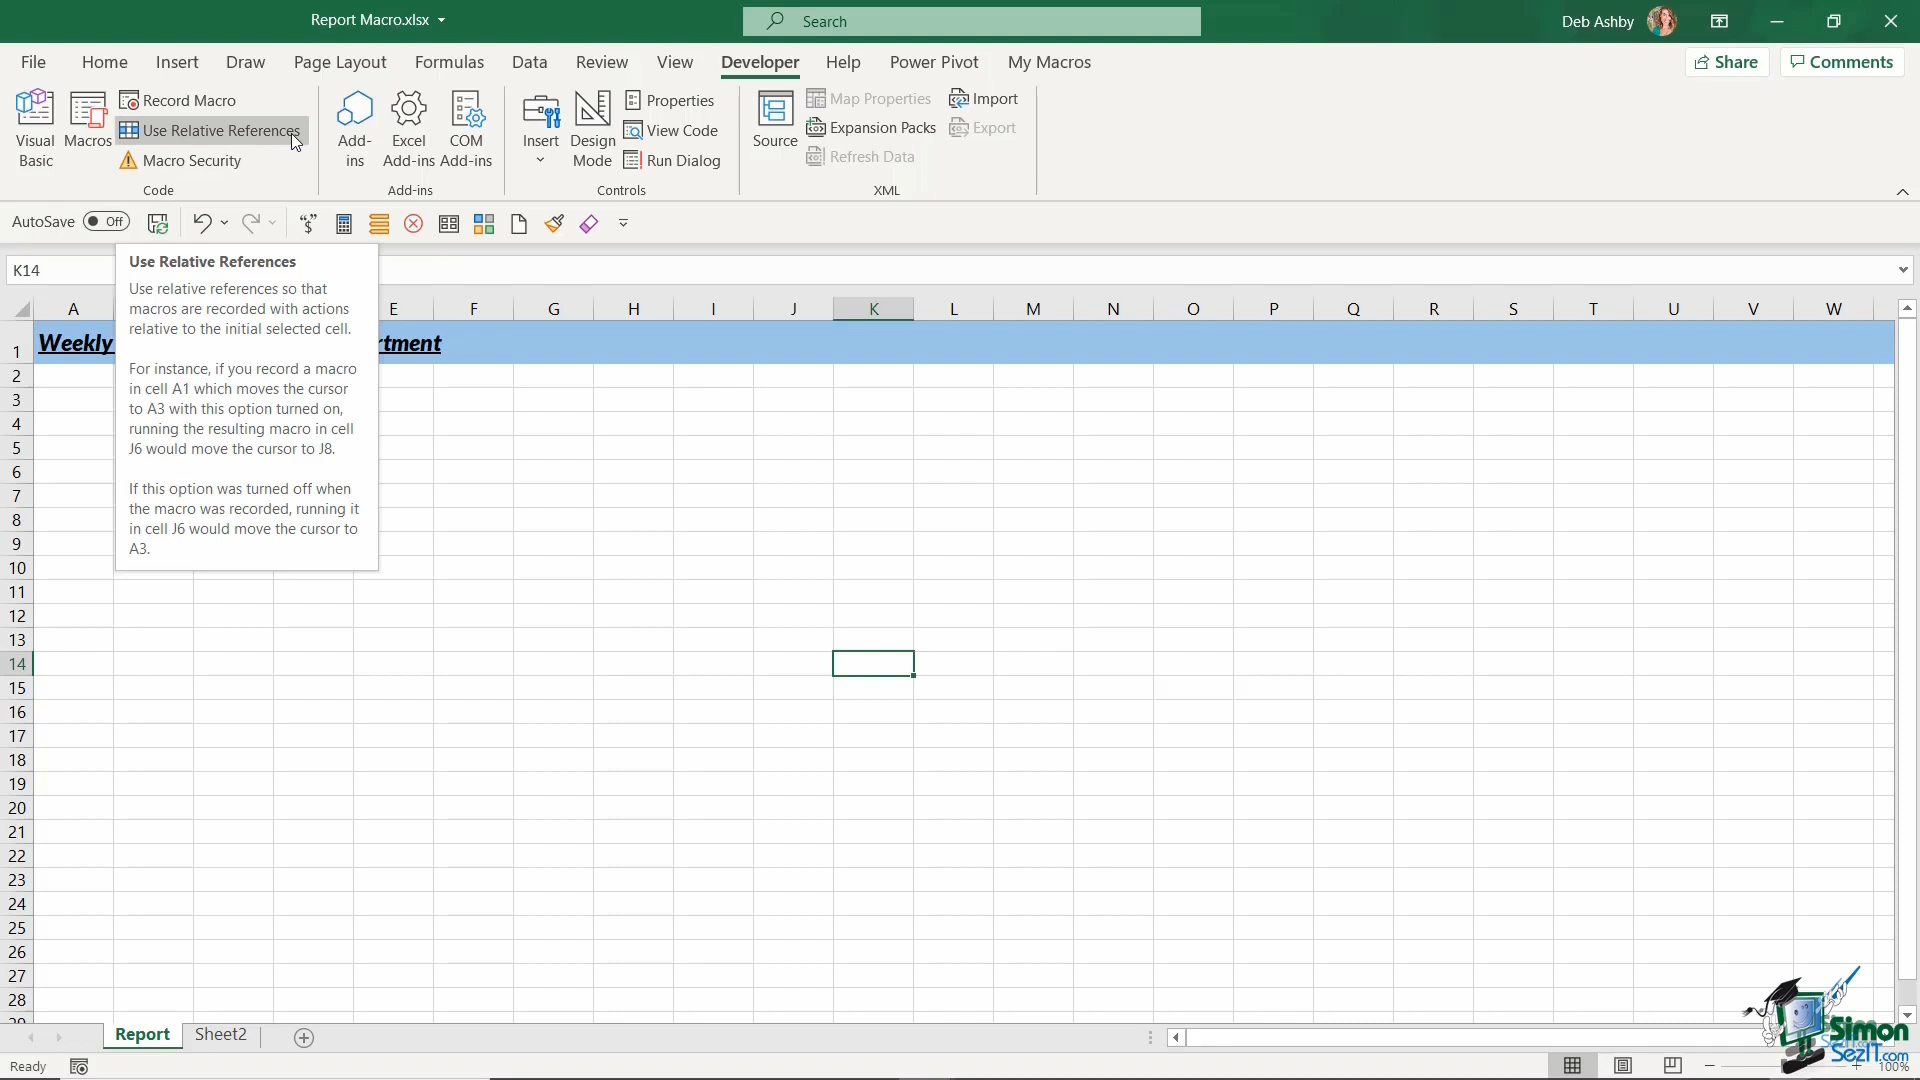 Report Macro.xlsx
Search
Deb Ashby
File Home Insert Draw Page Layout Formulas Data Review View Developer Help Power Pivot My Macros
Share Comments
Visual Basic
Macros
Record Macro
Use Relative References
Macro Security
Code
Add-ins
Excel Add-ins
COM Add-ins
Add-ins
Insert
Design Mode
Properties
View Code
Run Dialog
Controls
Source
Map Properties
Expansion Packs
Refresh Data
Import
Export
XML
AutoSave Off
K14
Use Relative References
Use relative references so that
macros are recorded with actions
relative to the initial selected cell.
For instance, if you record a macro
in cell A1 which moves the cursor
to A3 with this option turned on,
running the resulting macro in cell
J6 would move the cursor to J8.
If this option was turned off when
the macro was recorded, running it
in cell J6 would move the cursor to
A3.
A E F G H I J K L M N O P Q R S T U V W
1 Weekly rtment
2
3
4
5
6
7
8
9
10
11
12
13
14
15
16
17
18
19
20
21
22
23
24
25
26
27
28
29
Report Sheet2
Ready
100%
Simon
SezIT.com